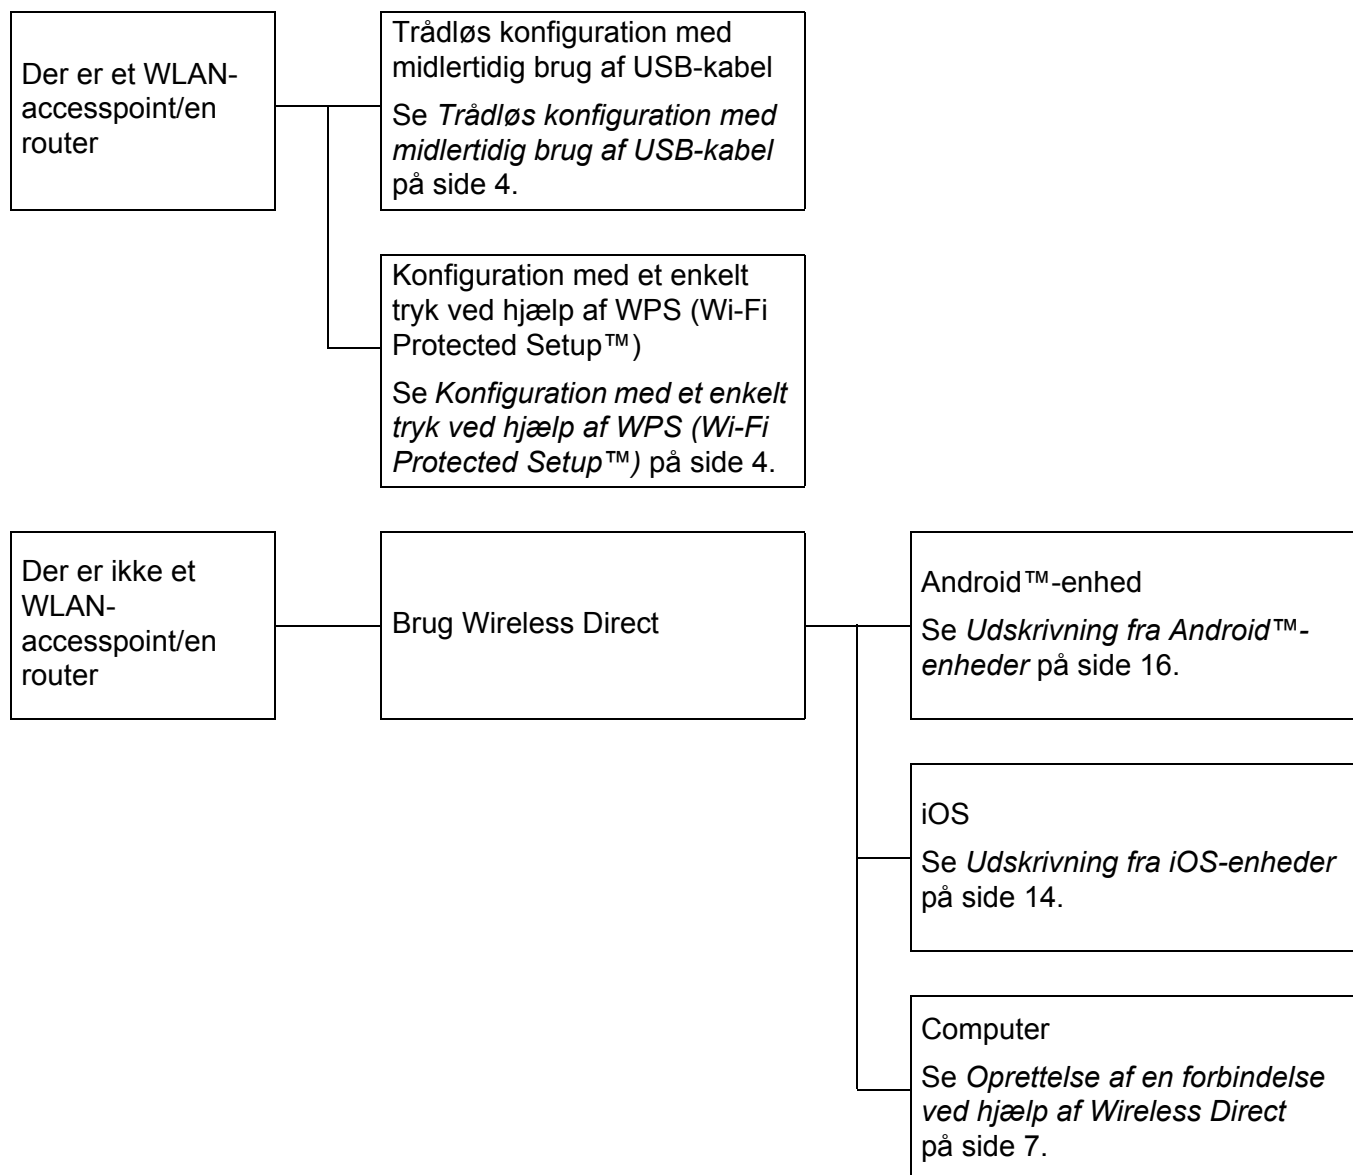 Der er et WLAN-
accesspoint/en
router
Trådløs konfiguration med
midlertidig brug af USB-kabel
Se Trådløs konfiguration med
midlertidig brug af USB-kabel
på side 4.
Konfiguration med et enkelt
tryk ved hjælp af WPS (Wi-Fi
Protected Setup™)
Se Konfiguration med et enkelt
tryk ved hjælp af WPS (Wi-Fi
Protected Setup™) på side 4.
Der er ikke et
WLAN-
accesspoint/en
router
Brug Wireless Direct
Android™-enhed
Se Udskrivning fra Android™-
enheder på side 16.
iOS
Se Udskrivning fra iOS-enheder
på side 14.
Computer
Se Oprettelse af en forbindelse
ved hjælp af Wireless Direct
på side 7.